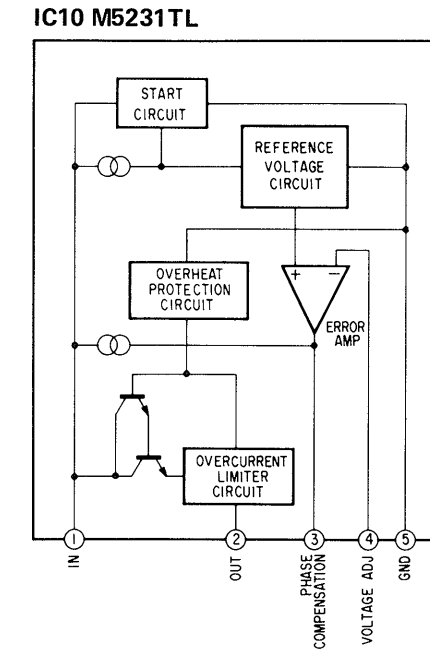 IC10 M5231TL
START
CIRCUIT
REFERENCE
VOLTAGE
CIRCUIT
+ −
OVERHEAT
PROTECTION
CIRCUIT
ERROR
AMP
OVERCURRENT
LIMITER
CIRCUIT
1 2 3 4 5
IN
OUT
PHASE
COMPENSATION
VOLTAGE ADJ
GND